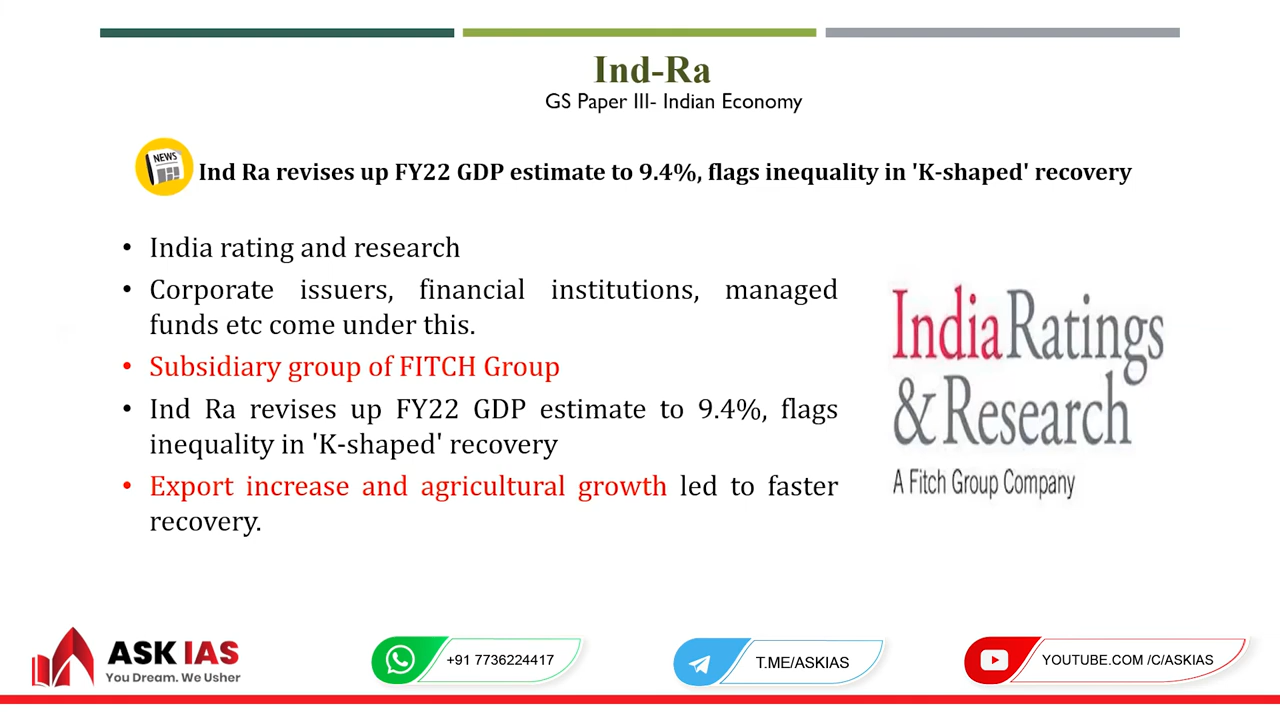 Ind-Ra
GS Paper III- Indian Economy
NEWS
Ind Ra revises up FY22 GDP estimate to 9.4%, flags inequality in 'K-shaped' recovery
• India rating and research
• Corporate issuers, financial institutions, managed
funds etc come under this.
• Subsidiary group of FITCH Group
• Ind Ra revises up FY22 GDP estimate to 9.4%, flags
inequality in 'K-shaped' recovery
• Export increase and agricultural growth led to faster
recovery.
IndiaRatings
& Research
A Fitch Group Company
ASK IAS
You Dream. We Usher
+91 7736224417
T.ME/ASKIAS
YOUTUBE.COM /C/ASKIAS